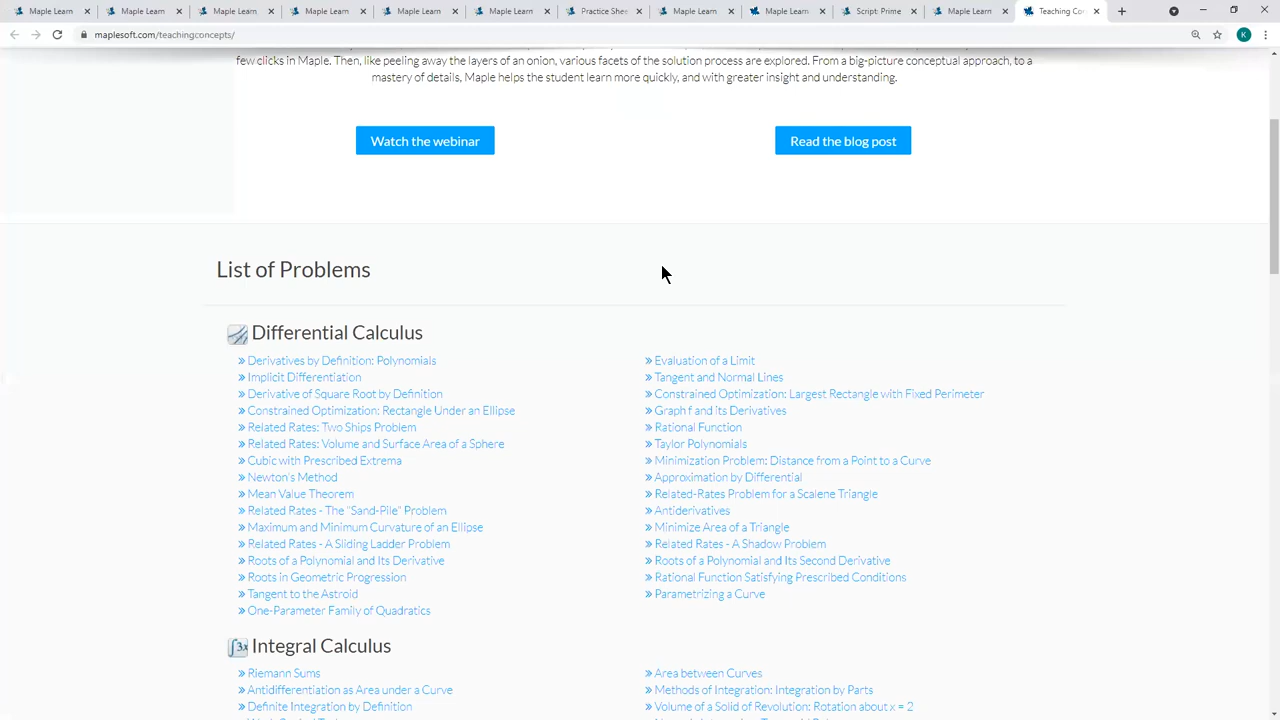 Maple Learn
Maple Learn
Maple Learn
Maple Learn
Maple Learn
Maple Learn
Practice Shee
Maple Learn
Maple Learn
Script: Prime
Maple Learn
Teaching Co
maplesoft.com/teachingconcepts/
K
few clicks in Maple. Then, like peeling away the layers of an onion, various facets of the solution process are explored. From a big-picture conceptual approach, to a
mastery of details, Maple helps the student learn more quickly, and with greater insight and understanding.
Watch the webinar
Read the blog post
List of Problems
Differential Calculus
» Derivatives by Definition: Polynomials
» Implicit Differentiation
» Derivative of Square Root by Definition
» Constrained Optimization: Rectangle Under an Ellipse
» Related Rates: Two Ships Problem
» Related Rates: Volume and Surface Area of a Sphere
» Cubic with Prescribed Extrema
» Newton's Method
» Mean Value Theorem
» Related Rates - The "Sand-Pile" Problem
» Maximum and Minimum Curvature of an Ellipse
» Related Rates - A Sliding Ladder Problem
» Roots of a Polynomial and Its Derivative
» Roots in Geometric Progression
» Tangent to the Astroid
» One-Parameter Family of Quadratics
» Evaluation of a Limit
» Tangent and Normal Lines
» Constrained Optimization: Largest Rectangle with Fixed Perimeter
» Graph f and its Derivatives
» Rational Function
» Taylor Polynomials
» Minimization Problem: Distance from a Point to a Curve
» Approximation by Differential
» Related-Rates Problem for a Scalene Triangle
» Antiderivatives
» Minimize Area of a Triangle
» Related Rates - A Shadow Problem
» Roots of a Polynomial and Its Second Derivative
» Rational Function Satisfying Prescribed Conditions
» Parametrizing a Curve
Integral Calculus
» Riemann Sums
» Antidifferentiation as Area under a Curve
» Definite Integration by Definition
» Area between Curves
» Methods of Integration: Integration by Parts
» Volume of a Solid of Revolution: Rotation about x = 2